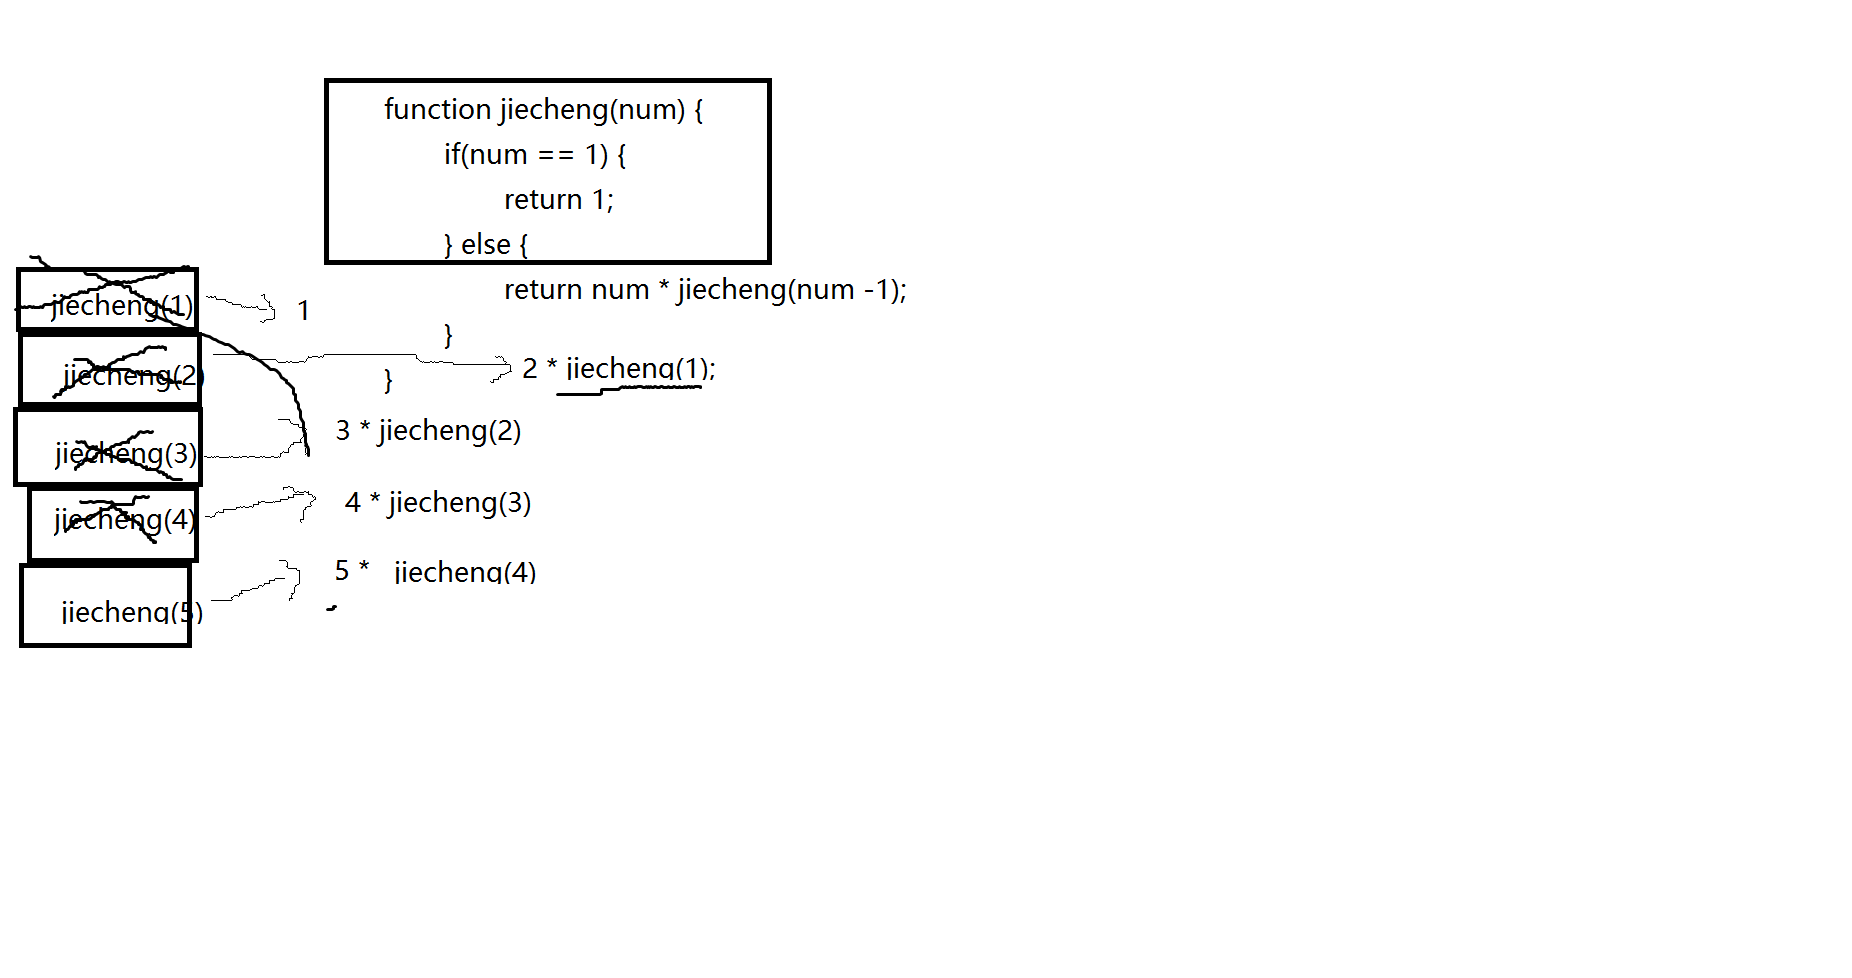 function jiecheng(num) {
if(num == 1) {
return 1;
} else {
return num * jiecheng(num -1);
}
}
jiecheng(1) 1
jiecheng(2) 2 * jiecheng(1);
jiecheng(3) 3 * jiecheng(2)
jiecheng(4) 4 * jiecheng(3)
jiecheng(5) 5 * jiecheng(4)